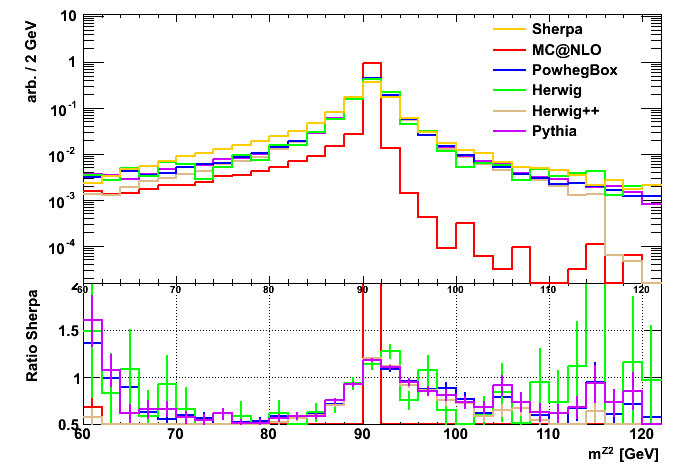 10
1
10⁻¹
10⁻²
10⁻³
10⁻⁴
arb. / 2 GeV
Sherpa
MC@NLO
PowhegBox
Herwig
Herwig++
Pythia
60 70 80 90 100 110 120
2
1.5
1
0.5
Ratio Sherpa
60 70 80 90 100 110 120
mᶻ² [GeV]